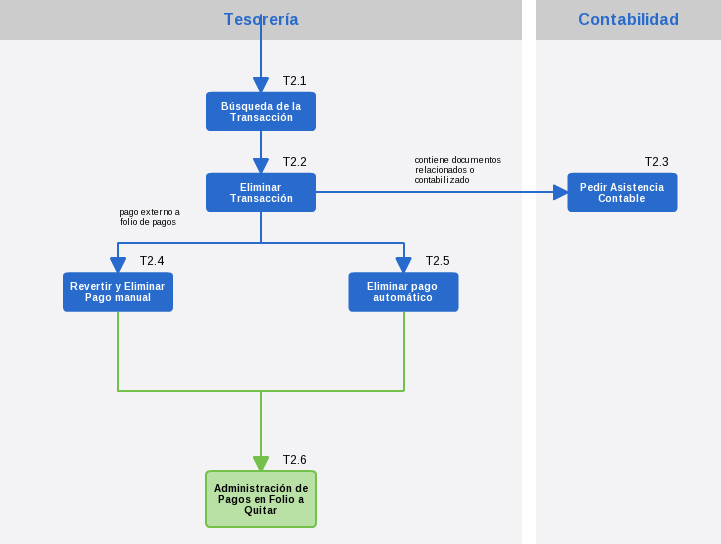 Tesorería
Contabilidad
T2.1
Búsqueda de la
Transacción
T2.2
Eliminar
Transacción
contiene documentos
relacionados o
contabilizado
T2.3
Pedir Asistencia
Contable
pago externo a
folio de pagos
T2.4
Revertir y Eliminar
Pago manual
T2.5
Eliminar pago
automático
T2.6
Administración de
Pagos en Folio a
Quitar